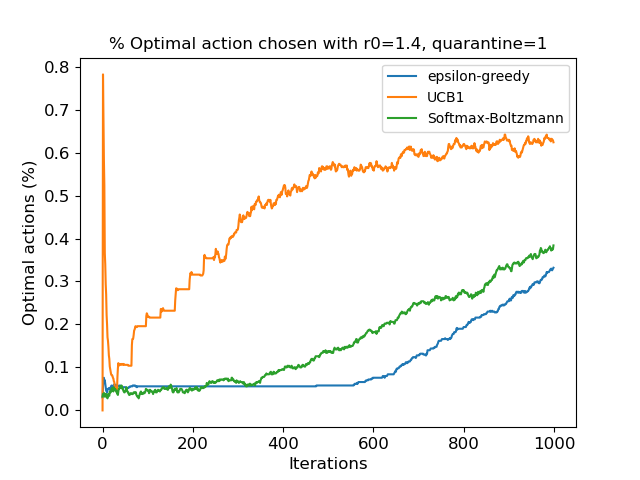 % Optimal action chosen with r0=1.4, quarantine=1
epsilon-greedy
UCB1
Softmax-Boltzmann
Optimal actions (%)
0.8
0.7
0.6
0.5
0.4
0.3
0.2
0.1
0.0
0 200 400 600 800 1000
Iterations